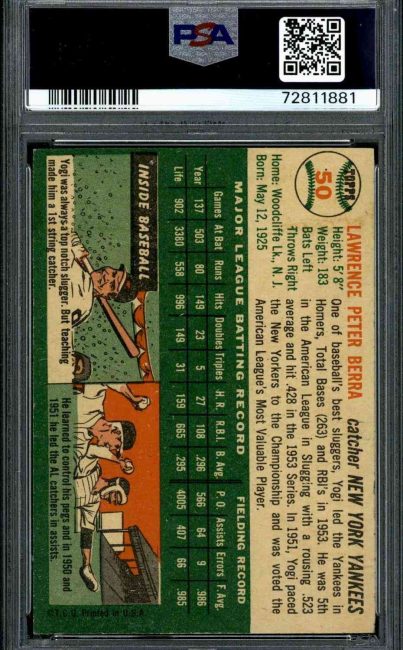 PSA
72811881
TOPPS
50
LAWRENCE PETER BERRA catcher NEW YORK YANKEES
Height: 5' 8"
Weight: 183
Bats Left
Throws Right
Home: Woodcliffe Lk., N. J.
Born: May 12, 1925
One of baseball's best sluggers, Yogi led the Yankees in
Homers, Total Bases (263) and RBI's in 1953. He was 5th
in the American League in Slugging with a rousing .523
average and hit .428 in the 1953 Series. In 1951, Yogi paced
the New Yorkers to the Championship and was voted the
American League's Most Valuable Player.
MAJOR LEAGUE BATTING RECORD FIELDING RECORD
Games At Bat Runs Hits Doubles Triples H. R. R.B.I. B. Avg. P. O. Assists Errors F. Avg.
Year 137 503 80 149 23 5 27 108 .296 566 64 9 .986
Life 902 3380 558 996 149 31 159 665 .295 4005 407 66 .985
INSIDE BASEBALL
Yogi was always a top notch slugger. But teaching
made him a 1st string catcher.
He learned to control his pegs and in 1950 and
1951 he led the AL catchers in assists.
©T.C.G. Printed in U.S.A.